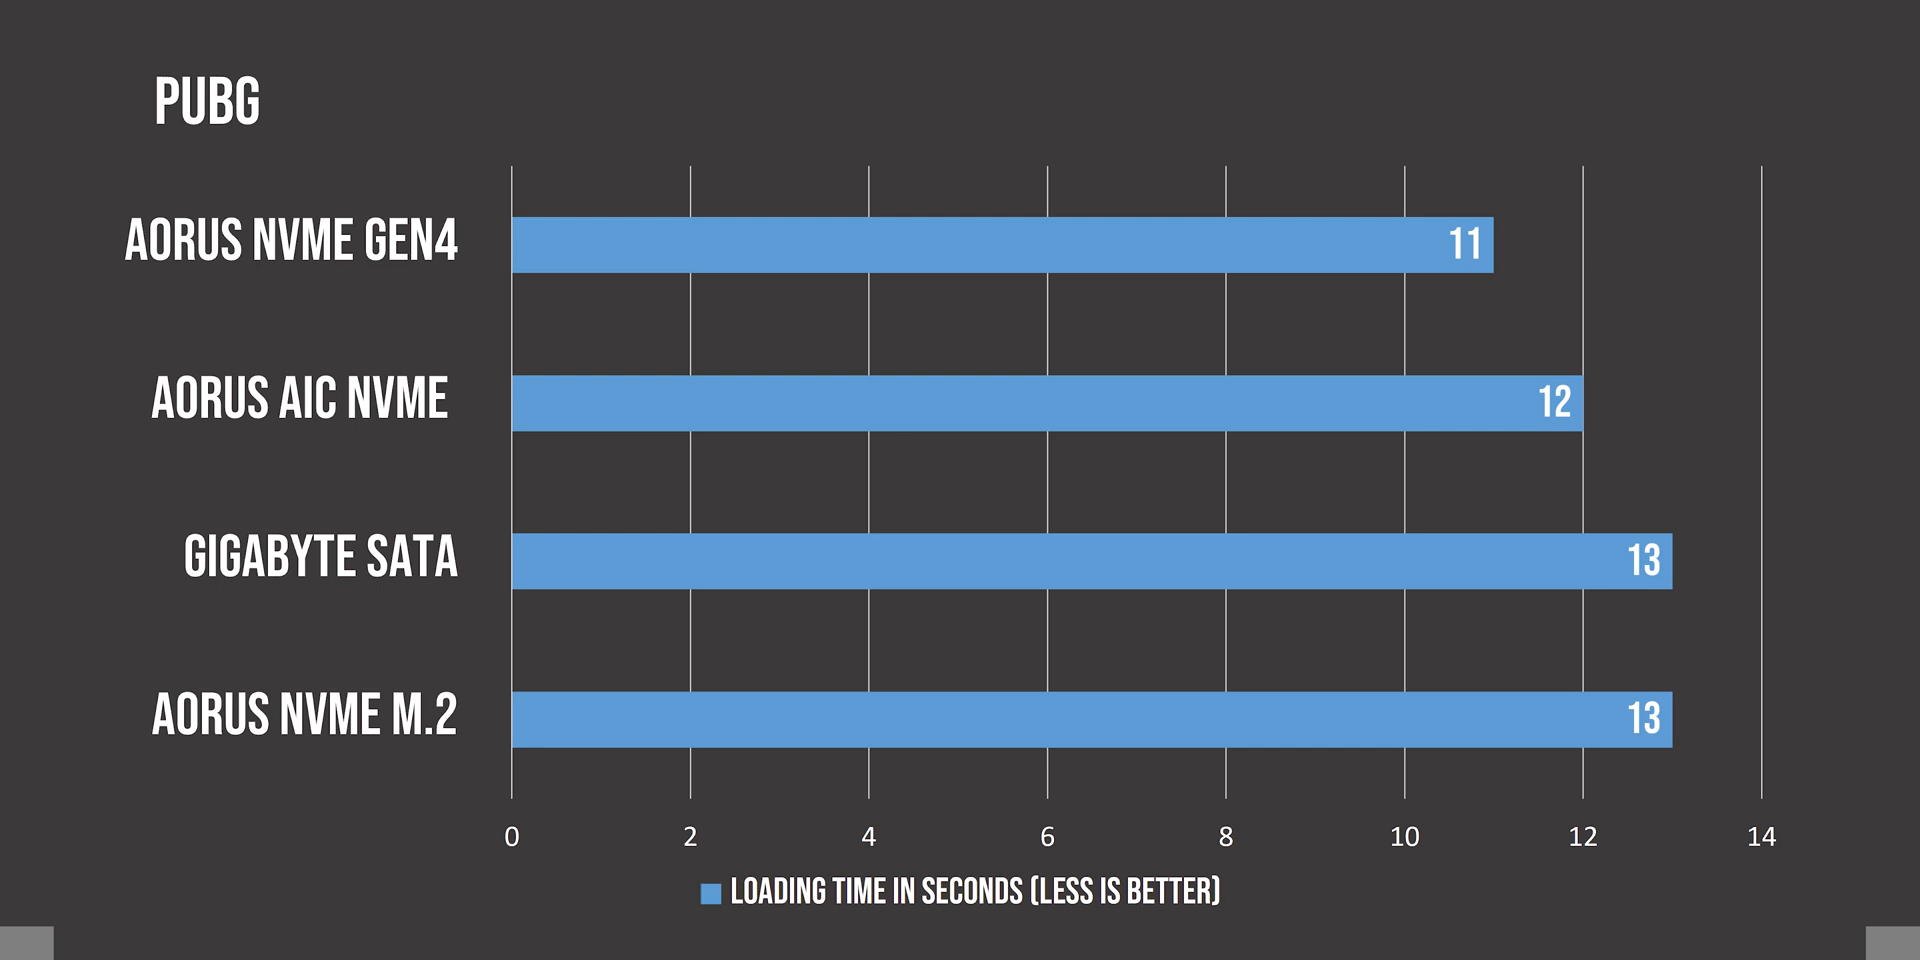 PUBG
AORUS NVME GEN4
11
AORUS AIC NVME
12
GIGABYTE SATA
13
AORUS NVME M.2
13
0 2 4 6 8 10 12 14
LOADING TIME IN SECONDS (LESS IS BETTER)